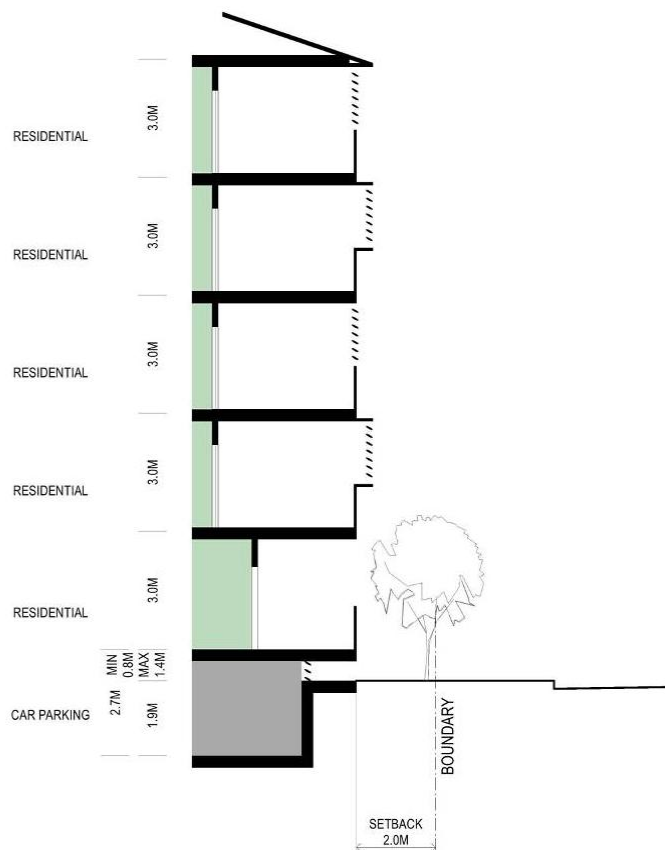 3.0M
RESIDENTIAL
3.0M
RESIDENTIAL
3.0M
RESIDENTIAL
3.0M
RESIDENTIAL
3.0M
RESIDENTIAL
MIN
0.8M
MAX
1.4M
2.7M
1.9M
CAR PARKING
BOUNDARY
SETBACK
2.0M